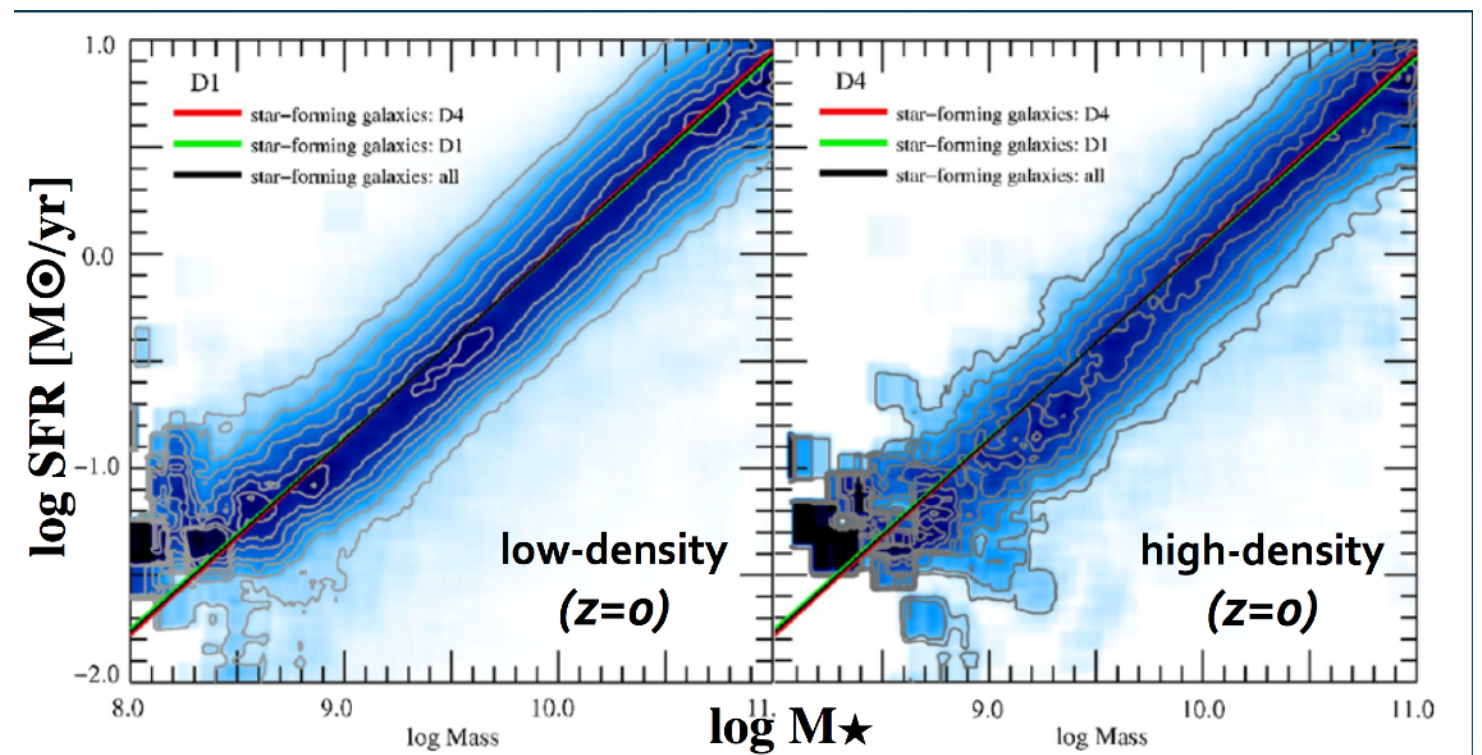 D1
star-forming galaxies: D4
star-forming galaxies: D1
star-forming galaxies: all
low-density
(z=0)
1.0
0.0
-1.0
-2.0
log SFR [M⊙/yr]
8.0
9.0
10.0
11.
log Mass
D4
star-forming galaxies: D4
star-forming galaxies: D1
star-forming galaxies: all
high-density
(z=0)
9.0
10.0
11.0
log Mass
log M★